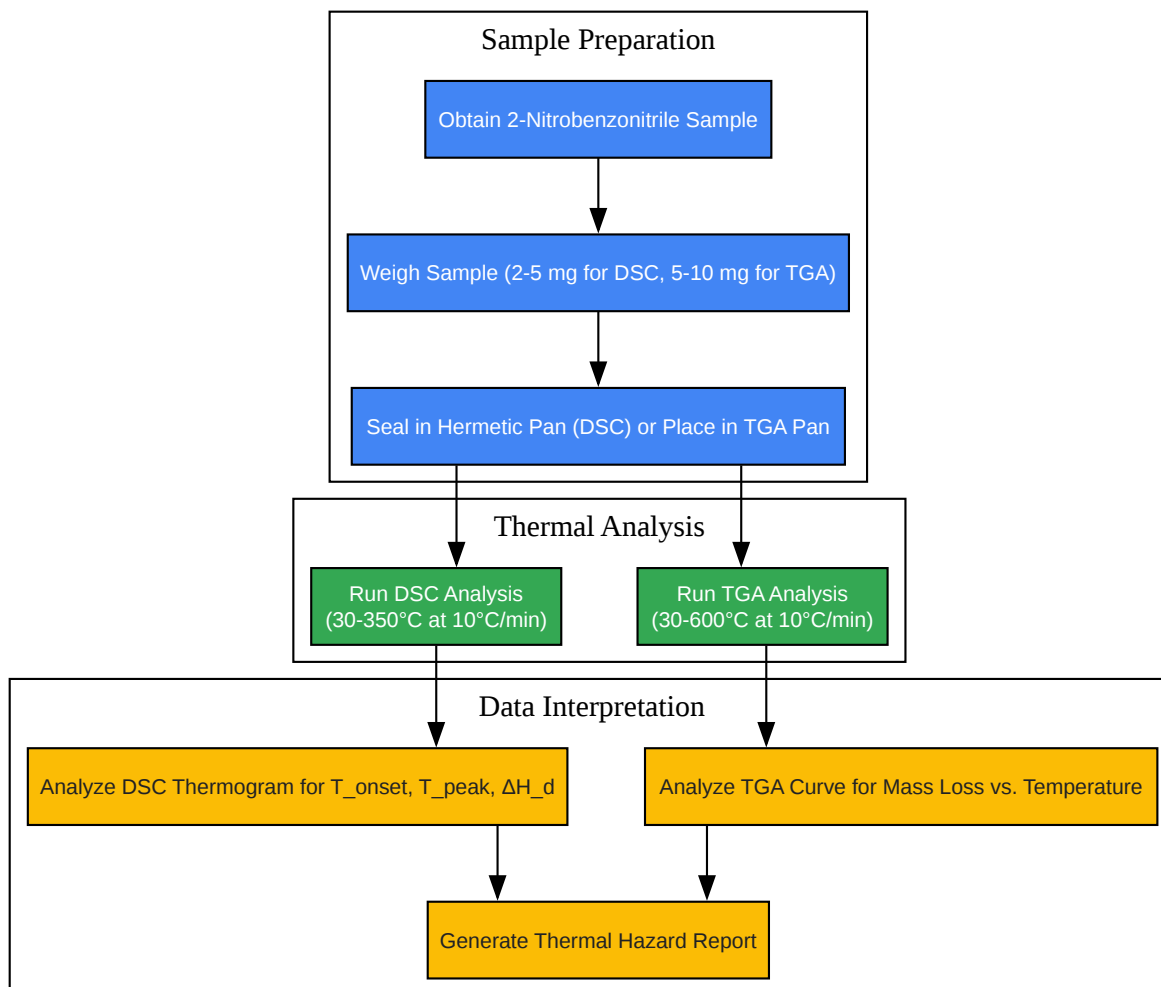 Sample Preparation
Obtain 2-Nitrobenzonitrile Sample
Weigh Sample (2-5 mg for DSC, 5-10 mg for TGA)
Seal in Hermetic Pan (DSC) or Place in TGA Pan
Thermal Analysis
Run DSC Analysis
(30-350°C at 10°C/min)
Run TGA Analysis
(30-600°C at 10°C/min)
Data Interpretation
Analyze DSC Thermogram for T_onset, T_peak, ΔH_d
Analyze TGA Curve for Mass Loss vs. Temperature
Generate Thermal Hazard Report